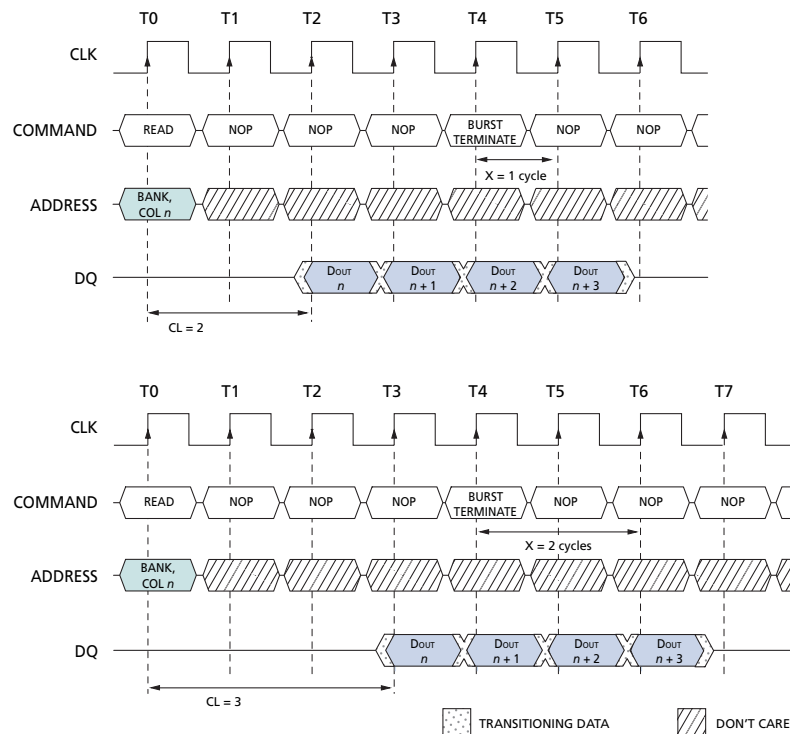 T0 T1 T2 T3 T4 T5 T6
CLK
COMMAND READ NOP NOP NOP BURST TERMINATE NOP NOP
X = 1 cycle
ADDRESS BANK, COL n
DQ DOUT n DOUT n + 1 DOUT n + 2 DOUT n + 3
CL = 2
T0 T1 T2 T3 T4 T5 T6 T7
CLK
COMMAND READ NOP NOP NOP BURST TERMINATE NOP NOP NOP
X = 2 cycles
ADDRESS BANK, COL n
DQ DOUT n DOUT n + 1 DOUT n + 2 DOUT n + 3
CL = 3
TRANSITIONING DATA DON'T CARE